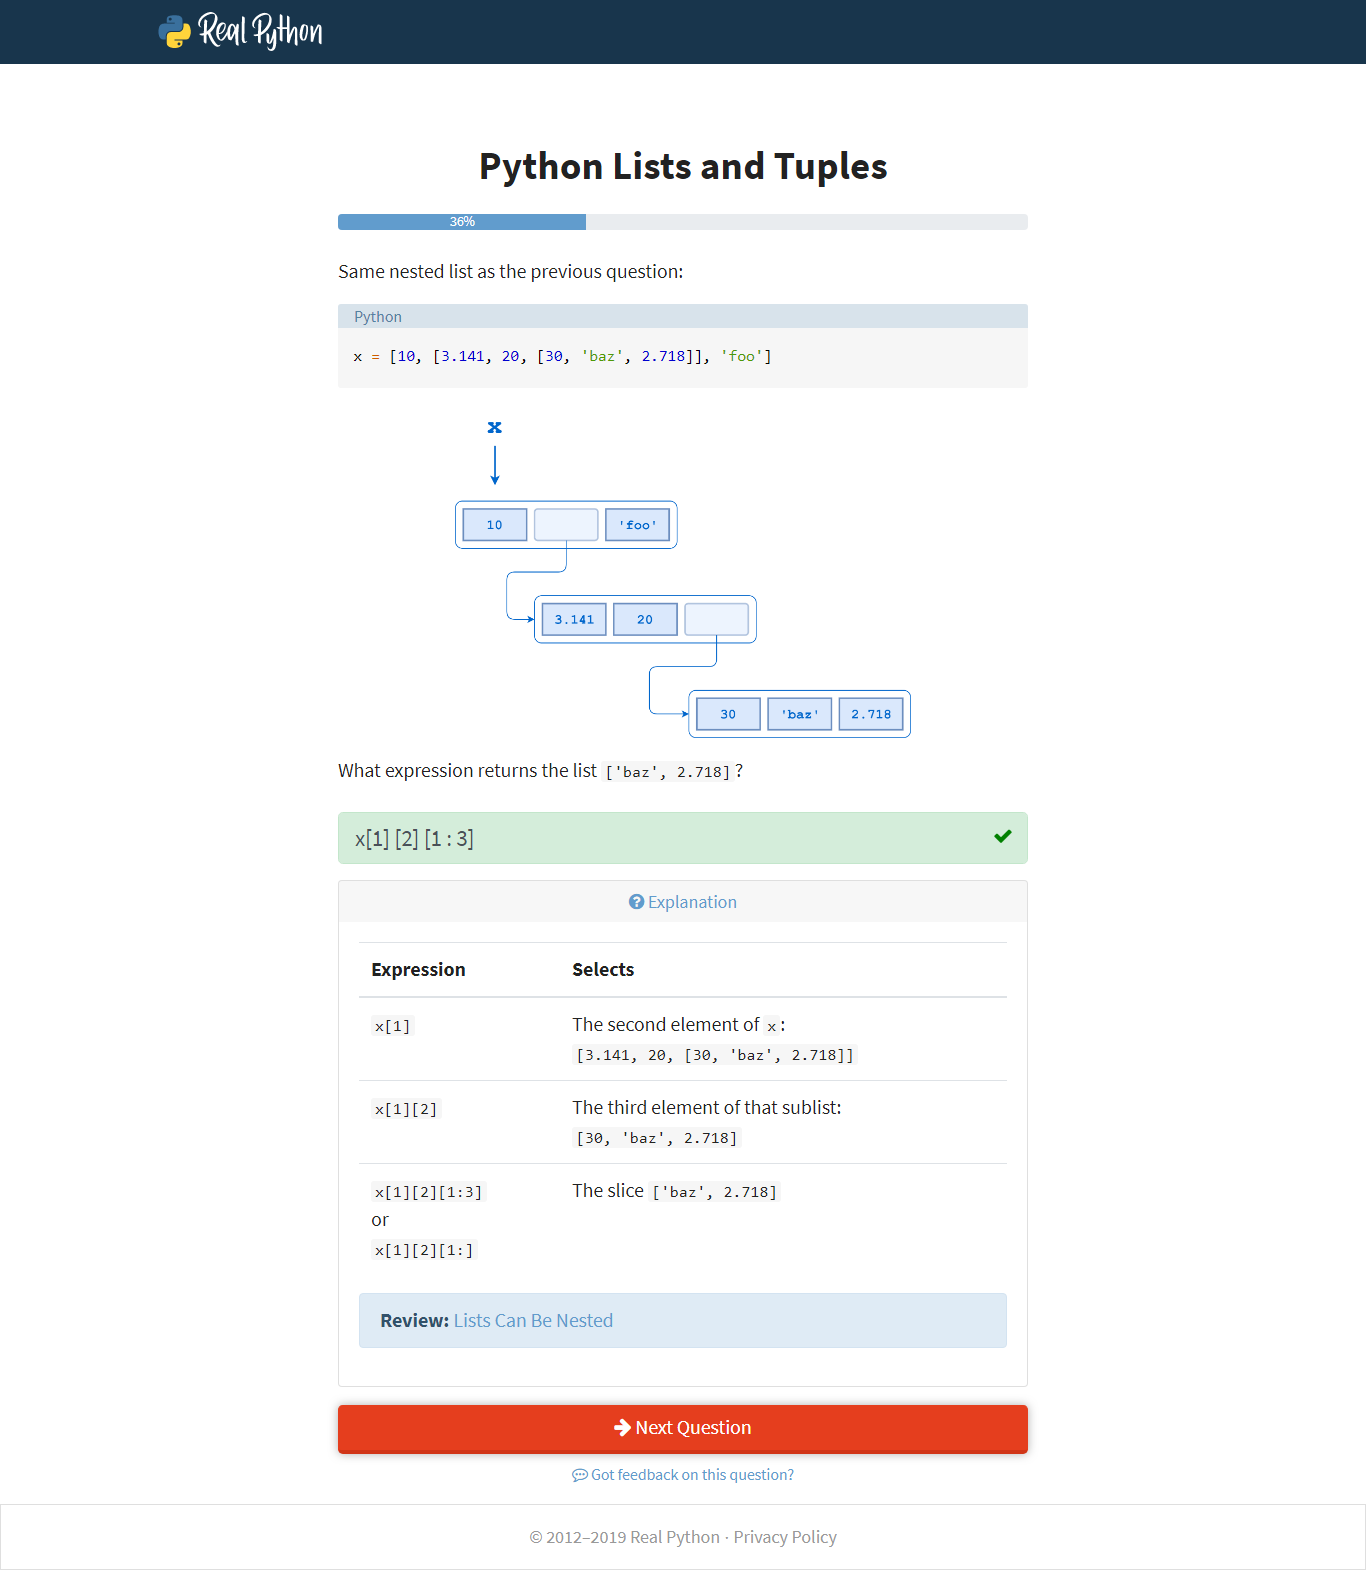 Real Python
Python Lists and Tuples
36%
Same nested list as the previous question:
Python
x = [10, [3.141, 20, [30, 'baz', 2.718]], 'foo']
x
10 'foo'
3.141 20
30 'baz' 2.718
What expression returns the list ['baz', 2.718]?
x[1] [2] [1 : 3]
Explanation
Expression Selects
x[1] The second element of x:
[3.141, 20, [30, 'baz', 2.718]]
x[1][2] The third element of that sublist:
[30, 'baz', 2.718]
x[1][2][1:3] The slice ['baz', 2.718]
or
x[1][2][1:]
Review: Lists Can Be Nested
Next Question
Got feedback on this question?
© 2012–2019 Real Python · Privacy Policy